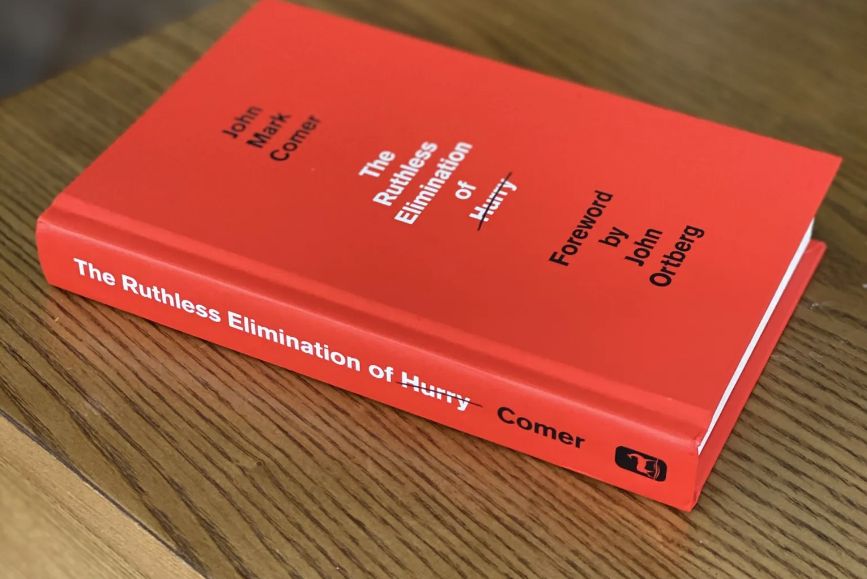 John
Mark
Comer
The
Ruthless
Elimination
of
Hurry
Foreword
by
John
Ortberg
The Ruthless Elimination of Hurry Comer